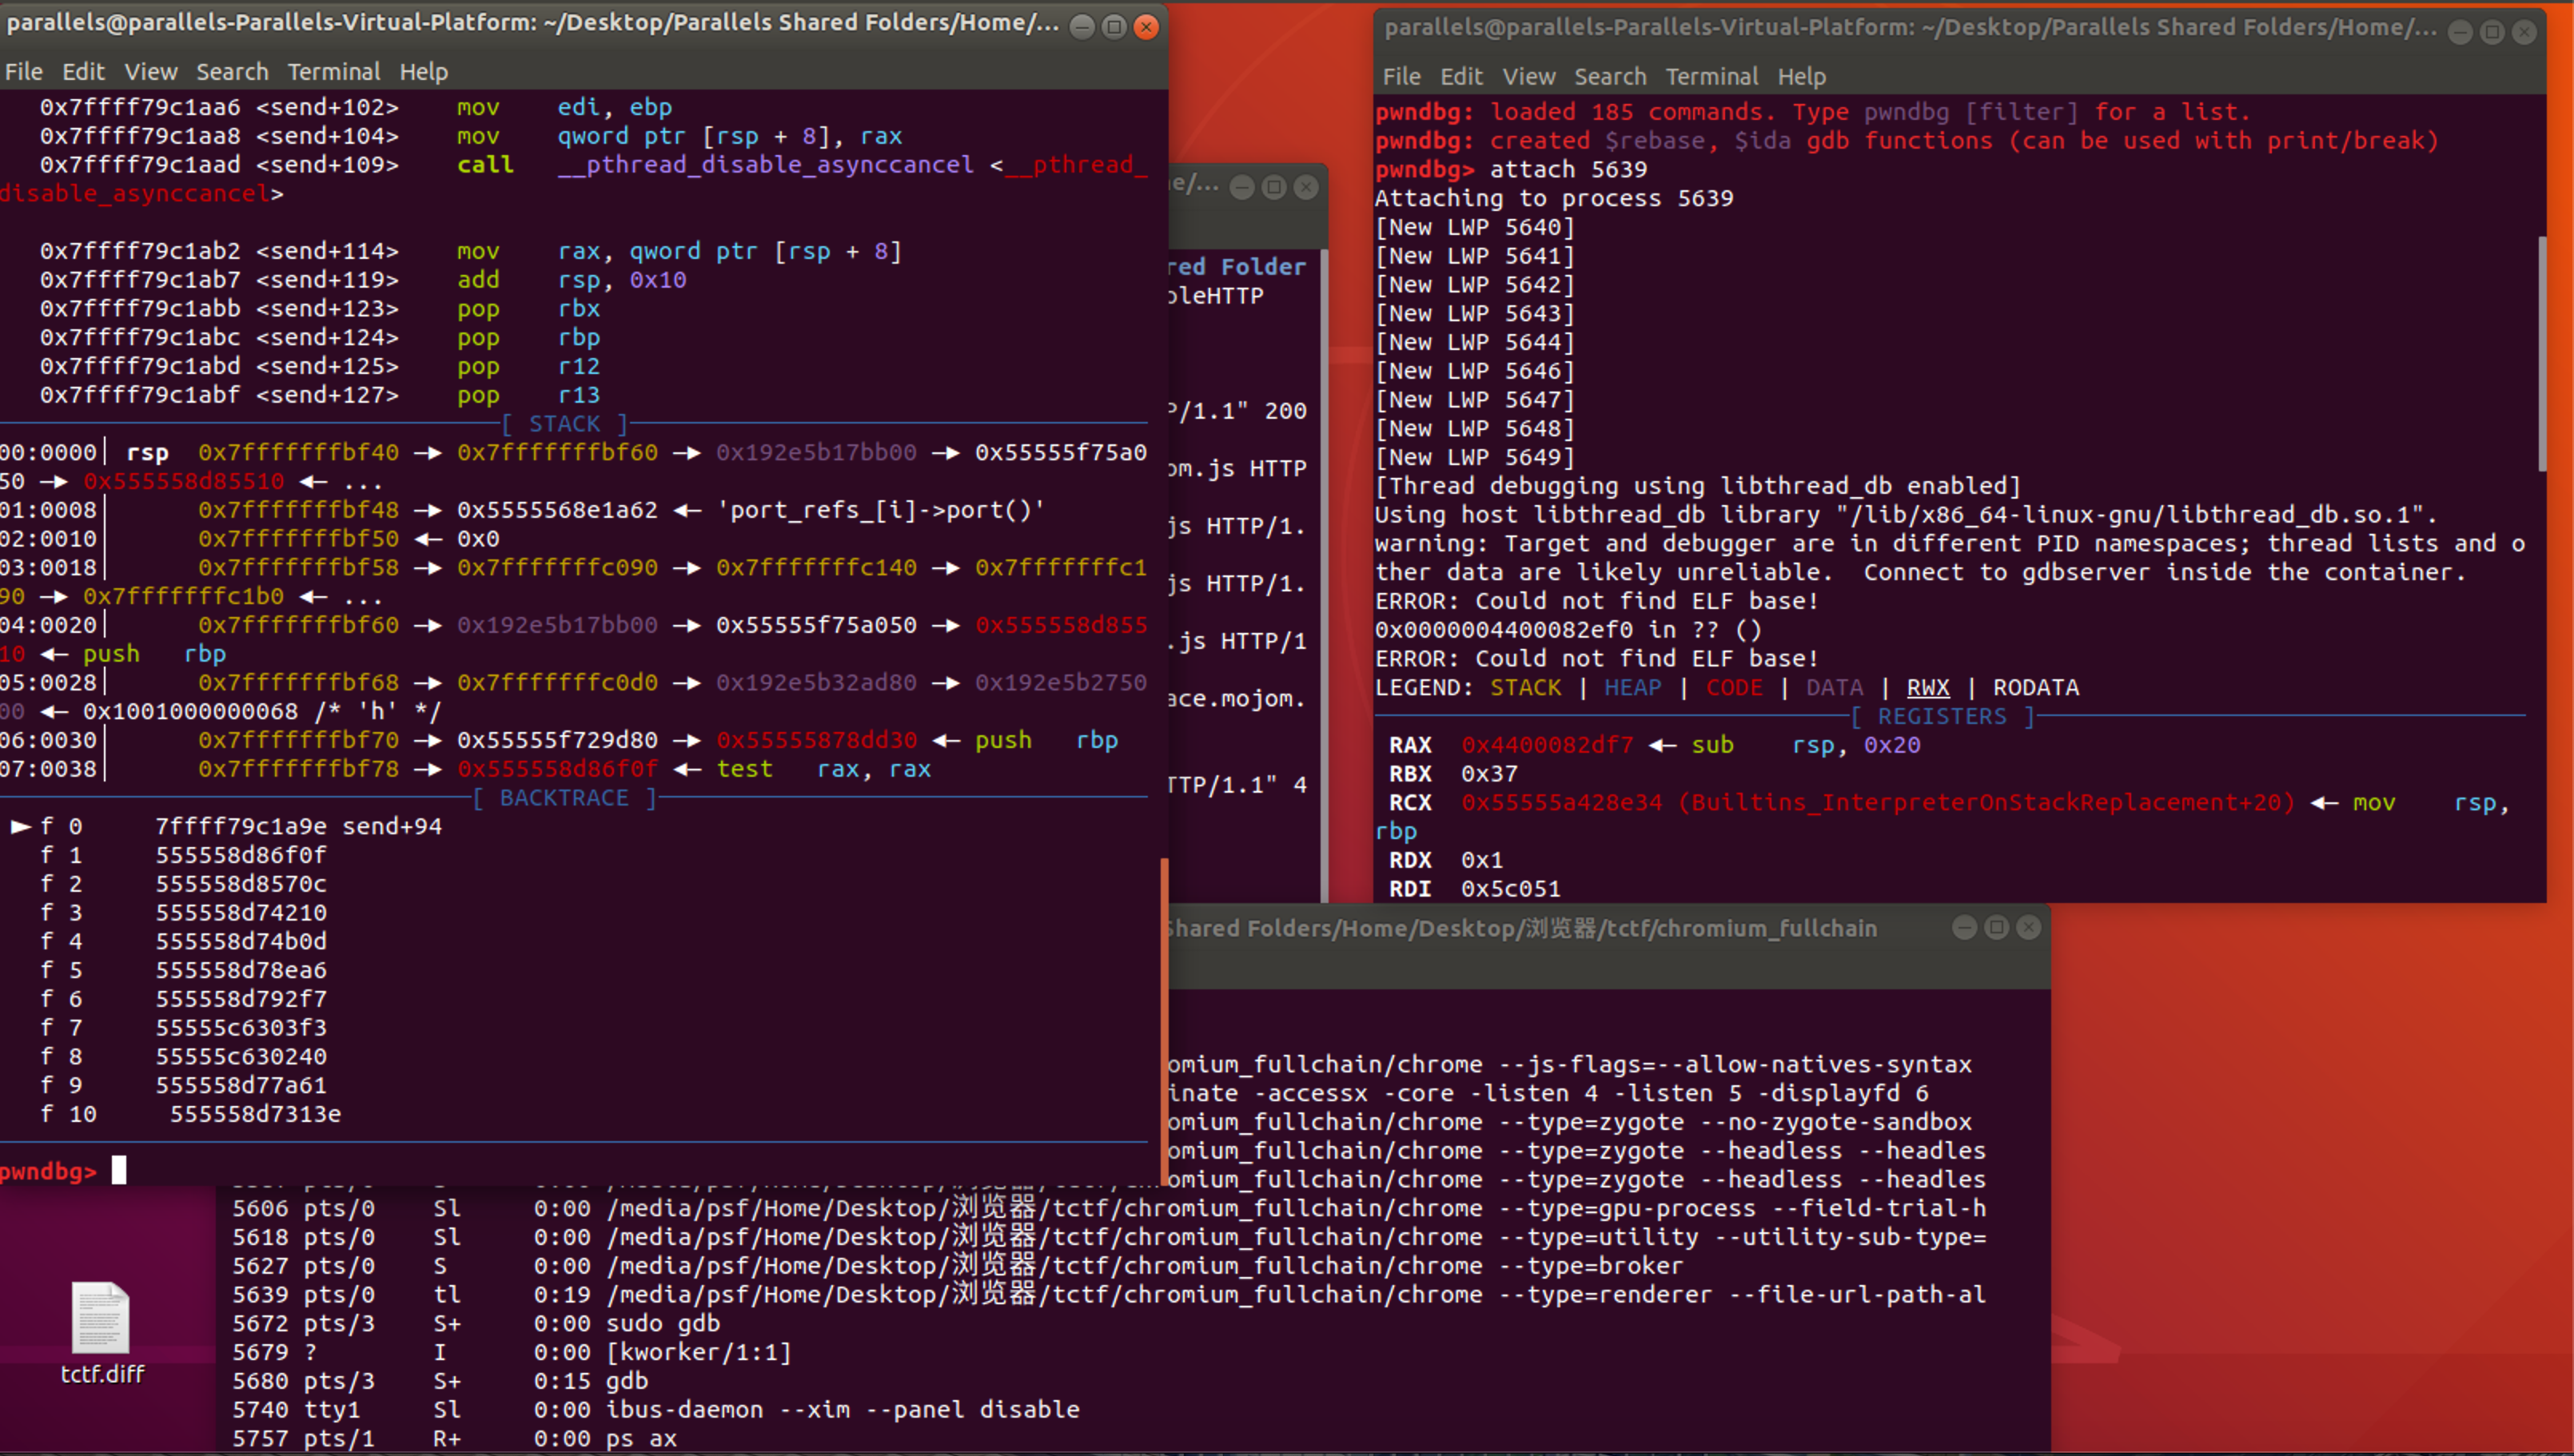 parallels@parallels-Parallels-Virtual-Platform: ~/Desktop/Parallels Shared Folders/Home/...
File Edit View Search Terminal Help
0x7ffff79c1aa6 <send+102> mov edi, ebp
0x7ffff79c1aa8 <send+104> mov qword ptr [rsp + 8], rax
0x7ffff79c1aad <send+109> call __pthread_disable_asynccancel <__pthread_
disable_asynccancel>
0x7ffff79c1ab2 <send+114> mov rax, qword ptr [rsp + 8]
0x7ffff79c1ab7 <send+119> add rsp, 0x10
0x7ffff79c1abb <send+123> pop rbx
0x7ffff79c1abc <send+124> pop rbp
0x7ffff79c1abd <send+125> pop r12
0x7ffff79c1abf <send+127> pop r13
[ STACK ]
00:0000│ rsp 0x7fffffffbf40 —▸ 0x7fffffffbf60 —▸ 0x192e5b17bb00 —▸ 0x55555f75a0
50 —▸ 0x555558d85510 ◂— ...
01:0008│ 0x7fffffffbf48 —▸ 0x5555568e1a62 ◂— 'port_refs_[i]->port()'
02:0010│ 0x7fffffffbf50 ◂— 0x0
03:0018│ 0x7fffffffbf58 —▸ 0x7fffffffc090 —▸ 0x7fffffffc140 —▸ 0x7fffffffc1
90 —▸ 0x7fffffffc1b0 ◂— ...
04:0020│ 0x7fffffffbf60 —▸ 0x192e5b17bb00 —▸ 0x55555f75a050 —▸ 0x555558d855
10 ◂— push rbp
05:0028│ 0x7fffffffbf68 —▸ 0x7fffffffc0d0 —▸ 0x192e5b32ad80 —▸ 0x192e5b2750
00 ◂— 0x1001000000068 /* 'h' */
06:0030│ 0x7fffffffbf70 —▸ 0x55555f729d80 —▸ 0x55555878dd30 ◂— push rbp
07:0038│ 0x7fffffffbf78 —▸ 0x555558d86f0f ◂— test rax, rax
[ BACKTRACE ]
► f 0 7ffff79c1a9e send+94
f 1 555558d86f0f
f 2 555558d8570c
f 3 555558d74210
f 4 555558d74b0d
f 5 555558d78ea6
f 6 555558d792f7
f 7 55555c6303f3
f 8 55555c630240
f 9 555558d77a61
f 10 555558d7313e
pwndbg>
e/...
red Folder
oleHTTP
P/1.1" 200
om.js HTTP
js HTTP/1.
js HTTP/1.
.js HTTP/1
ace.mojom.
TTP/1.1" 4
parallels@parallels-Parallels-Virtual-Platform: ~/Desktop/Parallels Shared Folders/Home/...
File Edit View Search Terminal Help
pwndbg: loaded 185 commands. Type pwndbg [filter] for a list.
pwndbg: created $rebase, $ida gdb functions (can be used with print/break)
pwndbg> attach 5639
Attaching to process 5639
[New LWP 5640]
[New LWP 5641]
[New LWP 5642]
[New LWP 5643]
[New LWP 5644]
[New LWP 5646]
[New LWP 5647]
[New LWP 5648]
[New LWP 5649]
[Thread debugging using libthread_db enabled]
Using host libthread_db library "/lib/x86_64-linux-gnu/libthread_db.so.1".
warning: Target and debugger are in different PID namespaces; thread lists and o
ther data are likely unreliable.  Connect to gdbserver inside the container.
ERROR: Could not find ELF base!
0x0000004400082ef0 in ?? ()
ERROR: Could not find ELF base!
LEGEND: STACK | HEAP | CODE | DATA | RWX | RODATA
[ REGISTERS ]
RAX 0x4400082df7 ◂— sub rsp, 0x20
RBX 0x37
RCX 0x55555a428e34 (Builtins_InterpreterOnStackReplacement+20) ◂— mov rsp,
rbp
RDX 0x1
RDI 0x5c051
Shared Folders/Home/Desktop/浏览器/tctf/chromium_fullchain
omium_fullchain/chrome --js-flags=--allow-natives-syntax
inate -accessx -core -listen 4 -listen 5 -displayfd 6
omium_fullchain/chrome --type=zygote --no-zygote-sandbox
omium_fullchain/chrome --type=zygote --headless --headles
omium_fullchain/chrome --type=zygote --headless --headles
5606 pts/0 Sl 0:00 /media/psf/Home/Desktop/浏览器/tctf/chromium_fullchain/chrome --type=gpu-process --field-trial-h
5618 pts/0 Sl 0:00 /media/psf/Home/Desktop/浏览器/tctf/chromium_fullchain/chrome --type=utility --utility-sub-type=
5627 pts/0 S 0:00 /media/psf/Home/Desktop/浏览器/tctf/chromium_fullchain/chrome --type=broker
5639 pts/0 tl 0:19 /media/psf/Home/Desktop/浏览器/tctf/chromium_fullchain/chrome --type=renderer --file-url-path-al
5672 pts/3 S+ 0:00 sudo gdb
5679 ? I 0:00 [kworker/1:1]
5680 pts/3 S+ 0:15 gdb
5740 tty1 Sl 0:00 ibus-daemon --xim --panel disable
5757 pts/1 R+ 0:00 ps ax
tctf.diff